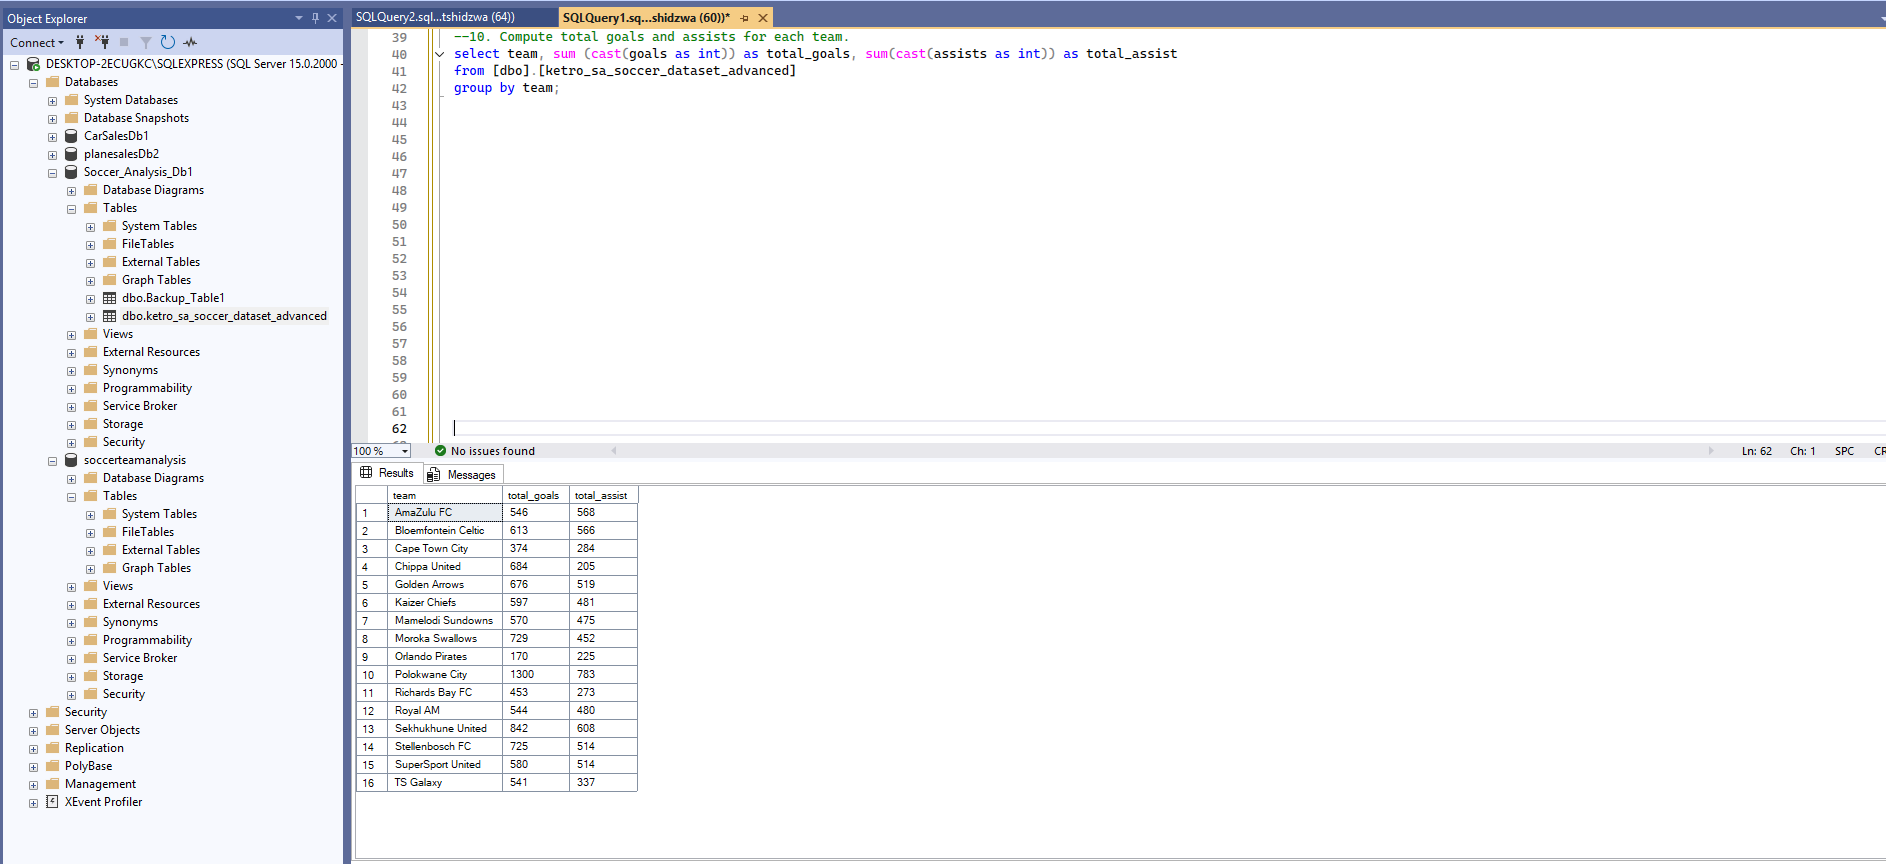 Object Explorer
Connect
DESKTOP-2ECUGKC\SQLEXPRESS (SQL Server 15.0.2000 -
Databases
System Databases
Database Snapshots
CarSalesDb1
planesalesDb2
Soccer_Analysis_Db1
Database Diagrams
Tables
System Tables
FileTables
External Tables
Graph Tables
dbo.Backup_Table1
dbo.ketro_sa_soccer_dataset_advanced
Views
External Resources
Synonyms
Programmability
Service Broker
Storage
Security
soccerteamanalysis
Database Diagrams
Tables
System Tables
FileTables
External Tables
Graph Tables
Views
External Resources
Synonyms
Programmability
Service Broker
Storage
Security
Security
Server Objects
Replication
PolyBase
Management
XEvent Profiler
SQLQuery2.sql...tshidzwa (64)) SQLQuery1.sq...shidzwa (60))*
39 --10. Compute total goals and assists for each team.
40 select team, sum (cast(goals as int)) as total_goals, sum(cast(assists as int)) as total_assist
41 from [dbo].[ketro_sa_soccer_dataset_advanced]
42 group by team;
43
44
45
46
47
48
49
50
51
52
53
54
55
56
57
58
59
60
61
62
100 % No issues found Ln: 62 Ch: 1 SPC CR
Results Messages
team total_goals total_assist
1 AmaZulu FC 546 568
2 Bloemfontein Celtic 613 566
3 Cape Town City 374 284
4 Chippa United 684 205
5 Golden Arrows 676 519
6 Kaizer Chiefs 597 481
7 Mamelodi Sundowns 570 475
8 Moroka Swallows 729 452
9 Orlando Pirates 170 225
10 Polokwane City 1300 783
11 Richards Bay FC 453 273
12 Royal AM 544 480
13 Sekhukhune United 842 608
14 Stellenbosch FC 725 514
15 SuperSport United 580 514
16 TS Galaxy 541 337